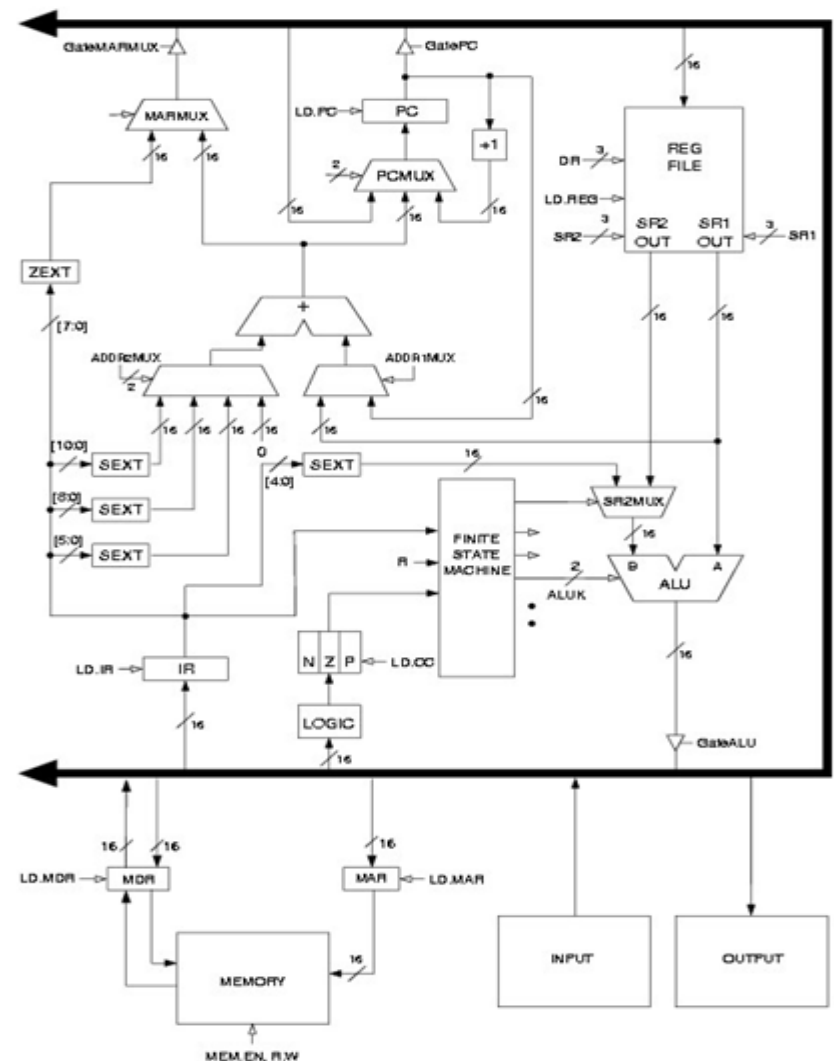 GateMARMUX
GatePC
16
MARMUX
LD.PC
PC
+1
REG
FILE
DR
3
LD.REG
SR2
3
SR2
OUT
SR1
OUT
3
SR1
16
16
2
PCMUX
16
16
16
ZEXT
[7:0]
+
16
16
ADDR2MUX
2
ADDR1MUX
16
16
16
16
16
16
0
[10:0]
SEXT
[4:0]
SEXT
16
[8:0]
SEXT
[5:0]
SEXT
SR2MUX
16
FINITE
STATE
MACHINE
R
2
ALUK
B
A
ALU
LD.IR
IR
N Z P
LD.CC
16
16
LOGIC
16
GateALU
16
16
16
LD.MDR
MDR
MAR
LD.MAR
16
MEMORY
INPUT
OUTPUT
MEM.EN, R.W